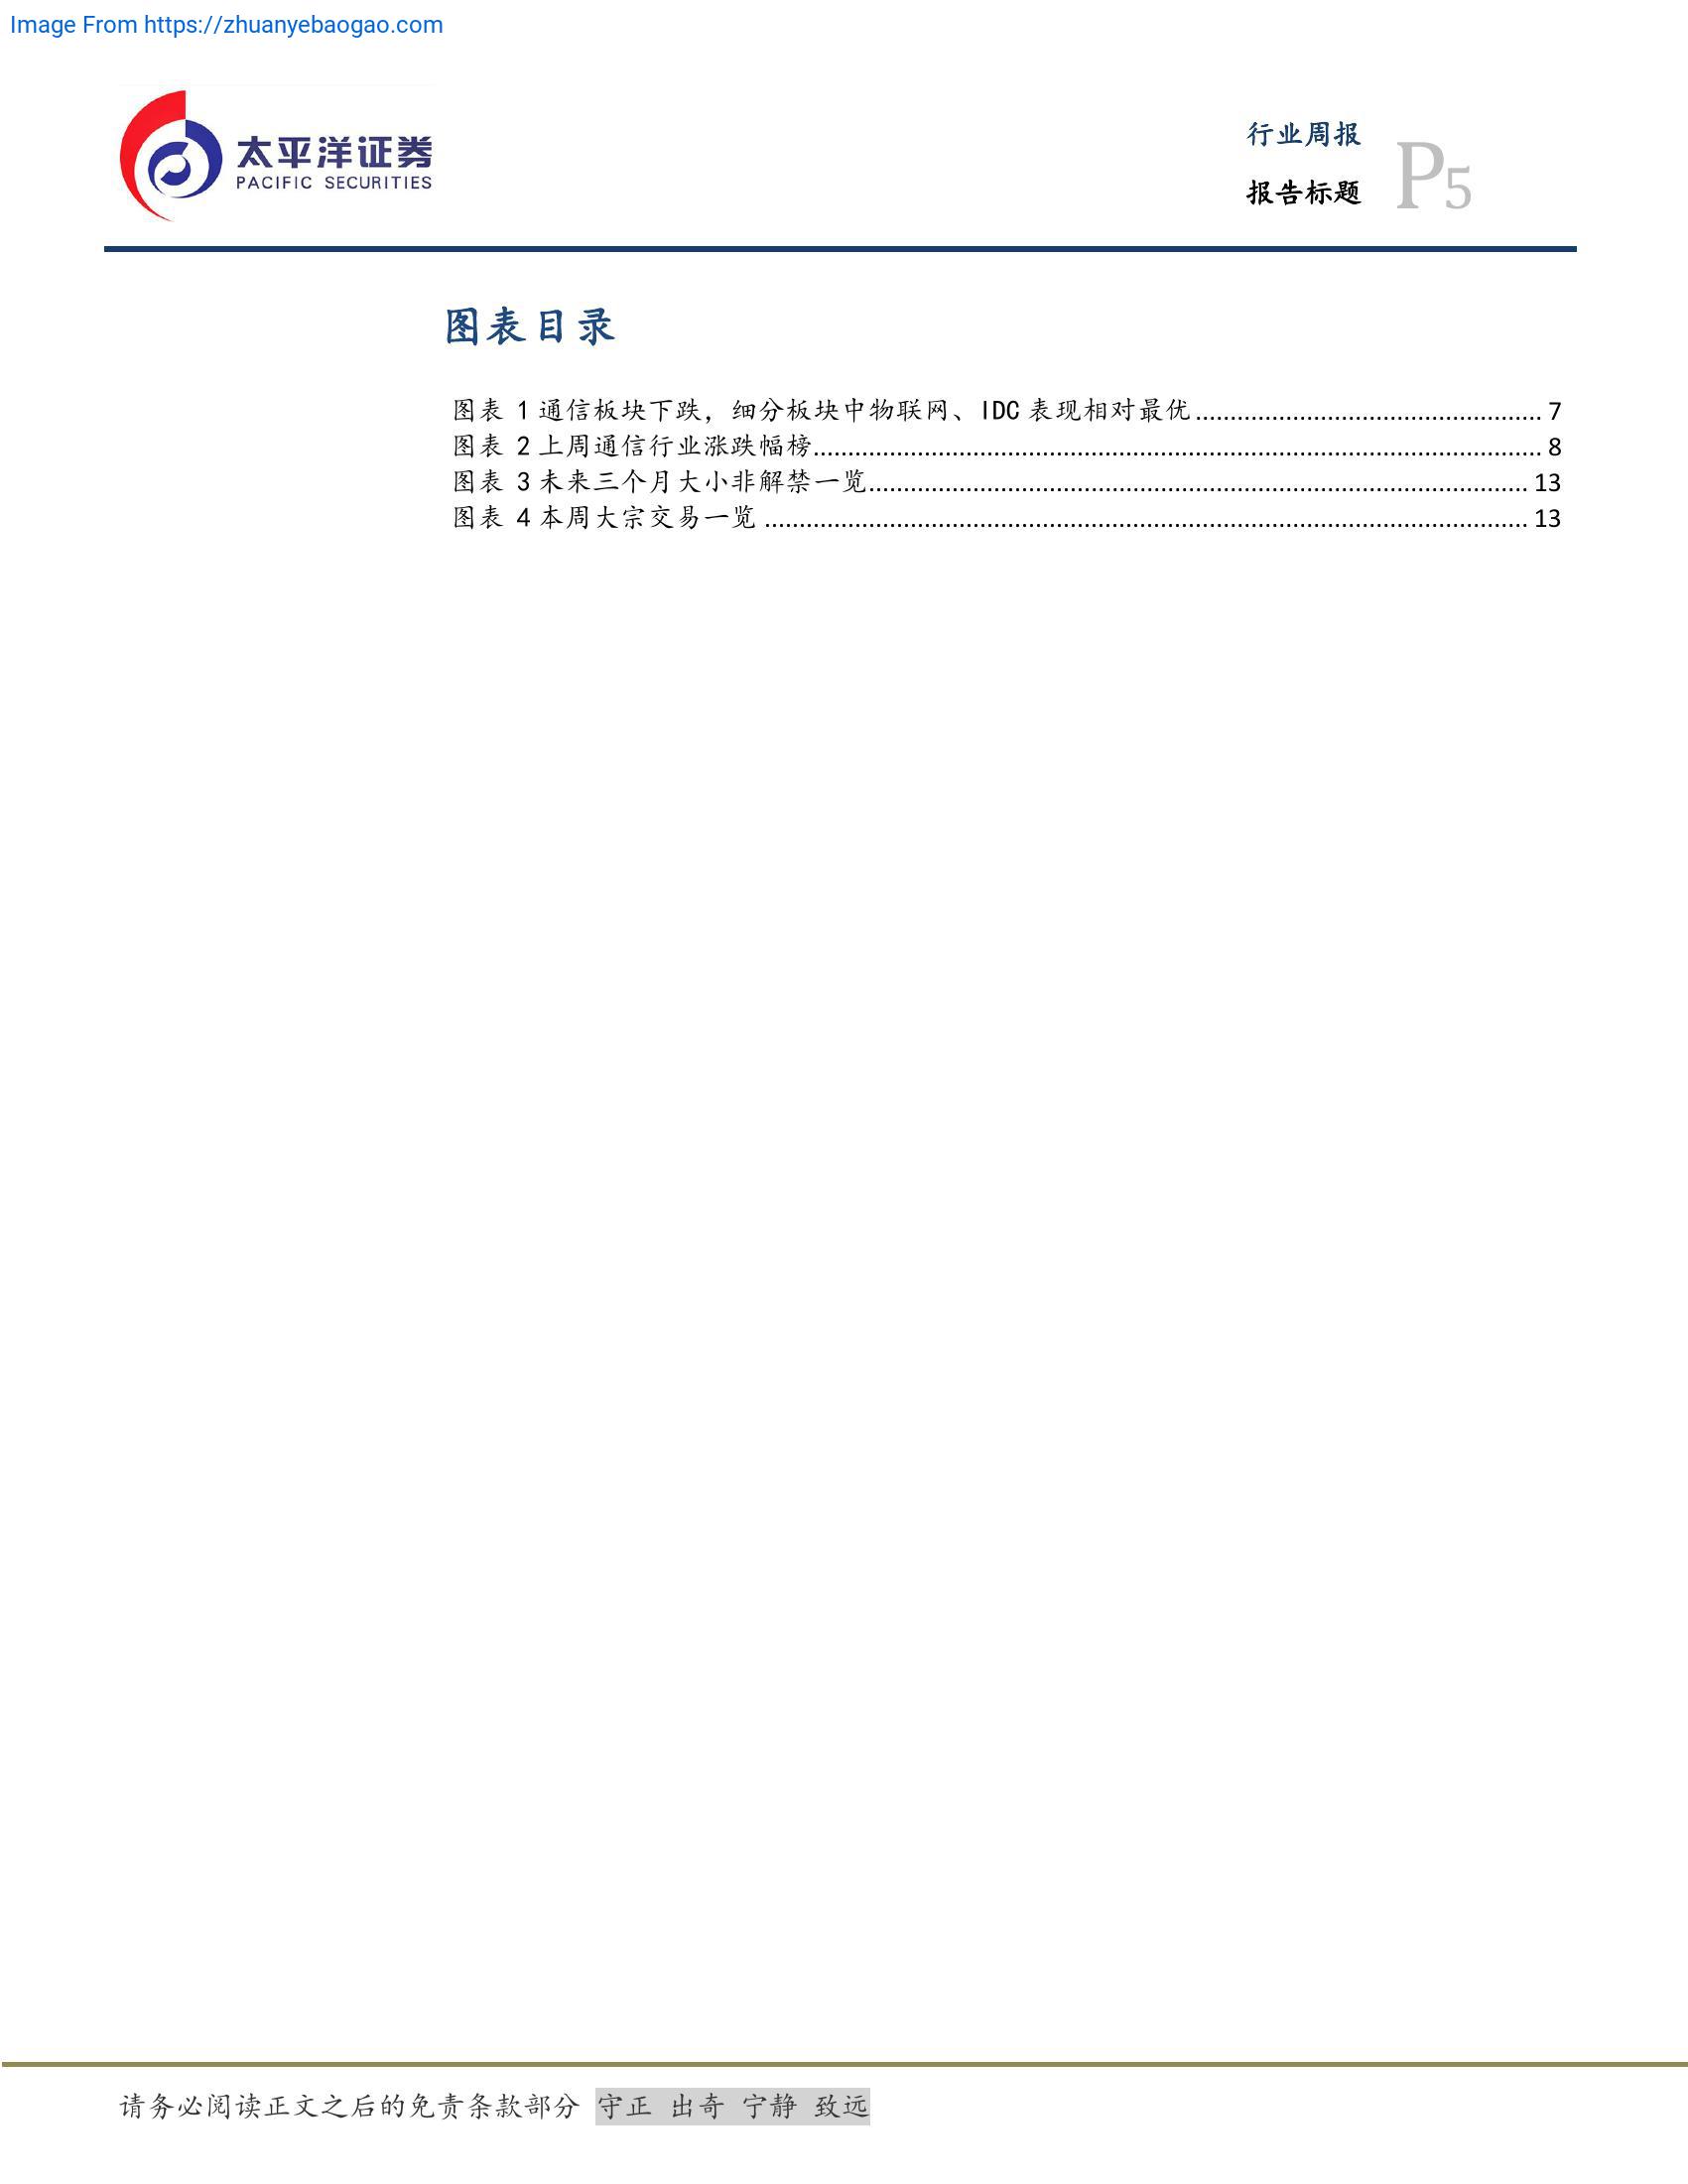 Image From https://zhuanyebaogao.com
太平洋证券
PACIFIC SECURITIES
行业周报
报告标题
P5
图表目录
图表 1 通信板块下跌，细分板块中物联网、IDC 表现相对最优.................................................. 7
图表 2 上周通信行业涨跌幅榜......................................................................................................... 8
图表 3 未来三个月大小非解禁一览............................................................................................... 13
图表 4 本周大宗交易一览 .............................................................................................................. 13
请务必阅读正文之后的免责条款部分 守正 出奇 宁静 致远